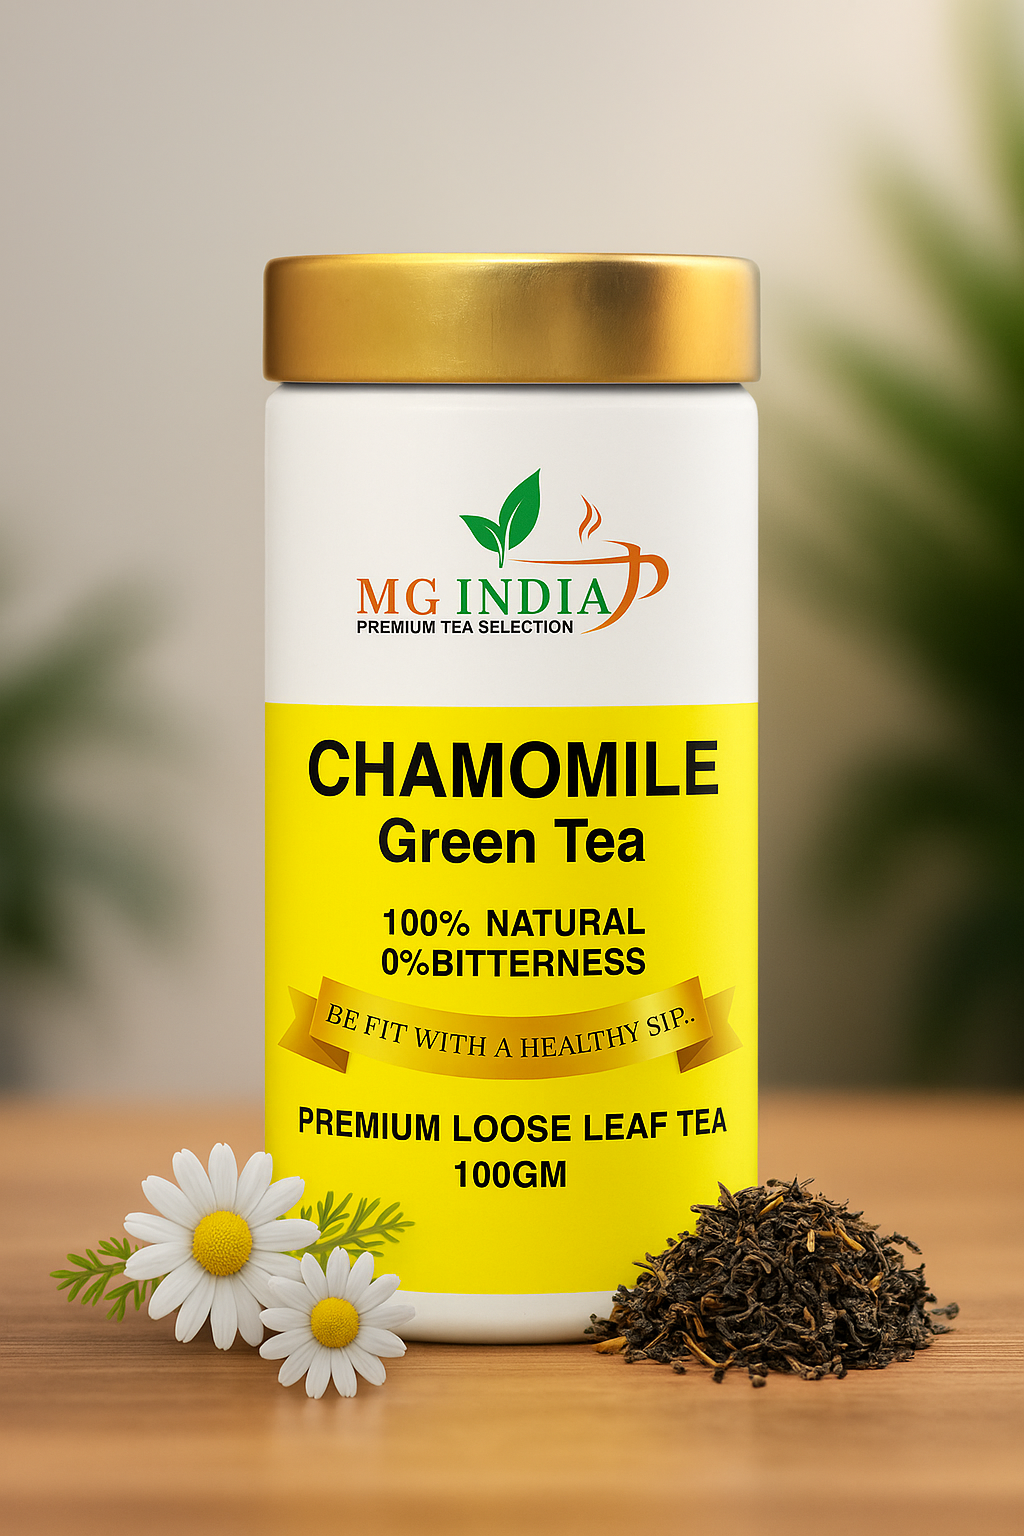 MG INDIA
PREMIUM TEA SELECTION
CHAMOMILE
Green Tea
100% NATURAL
0%BITTERNESS
BE FIT WITH A HEALTHY SIP..
PREMIUM LOOSE LEAF TEA
100GM